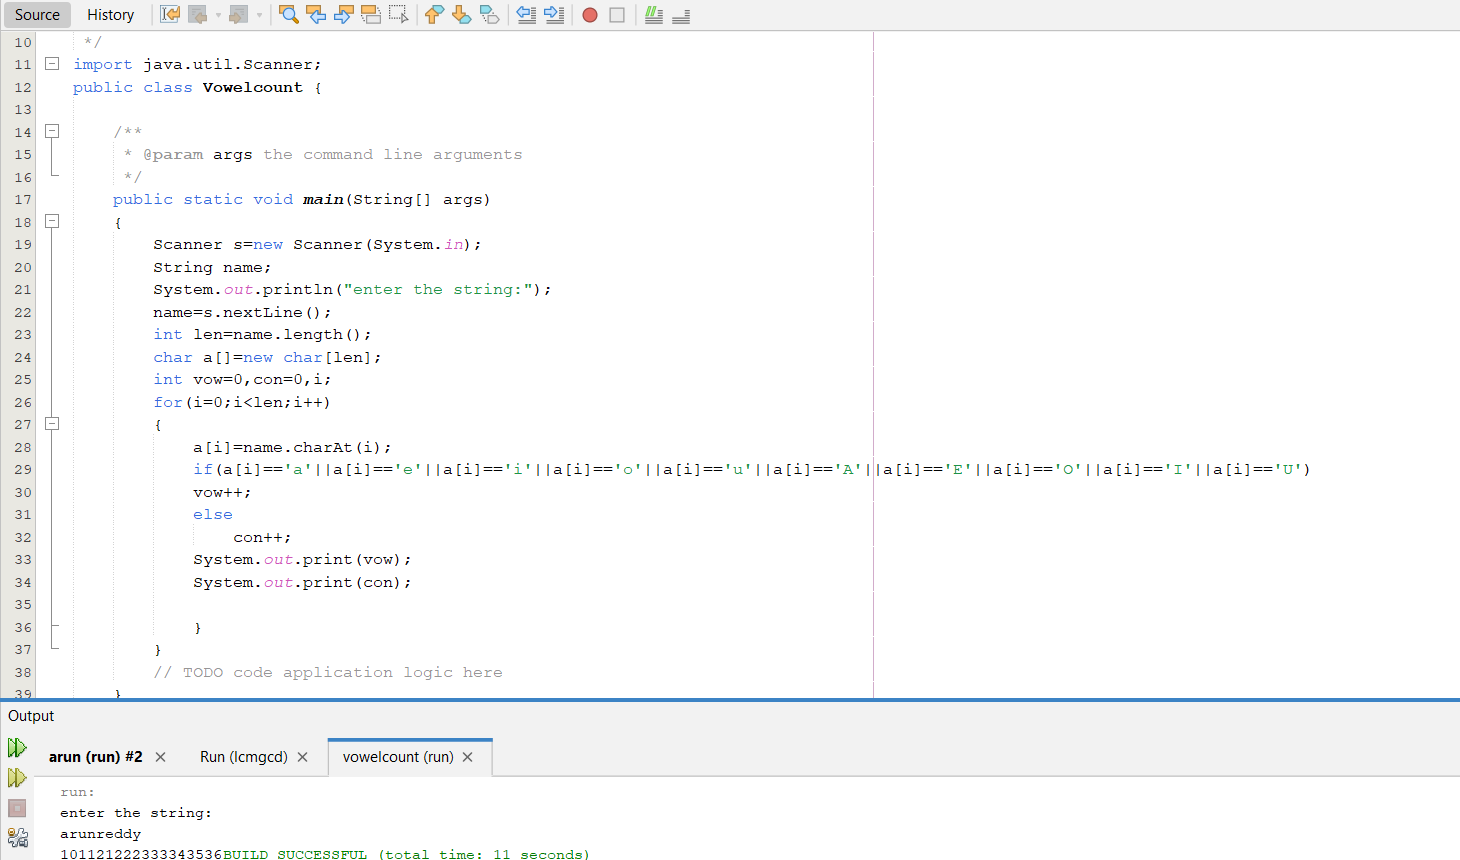 Source History
10 */
11 import java.util.Scanner;
12 public class Vowelcount {
13
14 /**
15 * @param args the command line arguments
16 */
17 public static void main(String[] args)
18 {
19 Scanner s=new Scanner(System.in);
20 String name;
21 System.out.println("enter the string:");
22 name=s.nextLine();
23 int len=name.length();
24 char a[]=new char[len];
25 int vow=0,con=0,i;
26 for(i=0;i<len;i++)
27 {
28 a[i]=name.charAt(i);
29 if(a[i]=='a'||a[i]=='e'||a[i]=='i'||a[i]=='o'||a[i]=='u'||a[i]=='A'||a[i]=='E'||a[i]=='O'||a[i]=='I'||a[i]=='U')
30 vow++;
31 else
32 con++;
33 System.out.print(vow);
34 System.out.print(con);
35
36 }
37 }
38 // TODO code application logic here
39 }
Output
arun (run) #2 × Run (lcmgcd) × vowelcount (run) ×
run:
enter the string:
arunreddy
101121222333343536BUILD SUCCESSFUL (total time: 11 seconds)